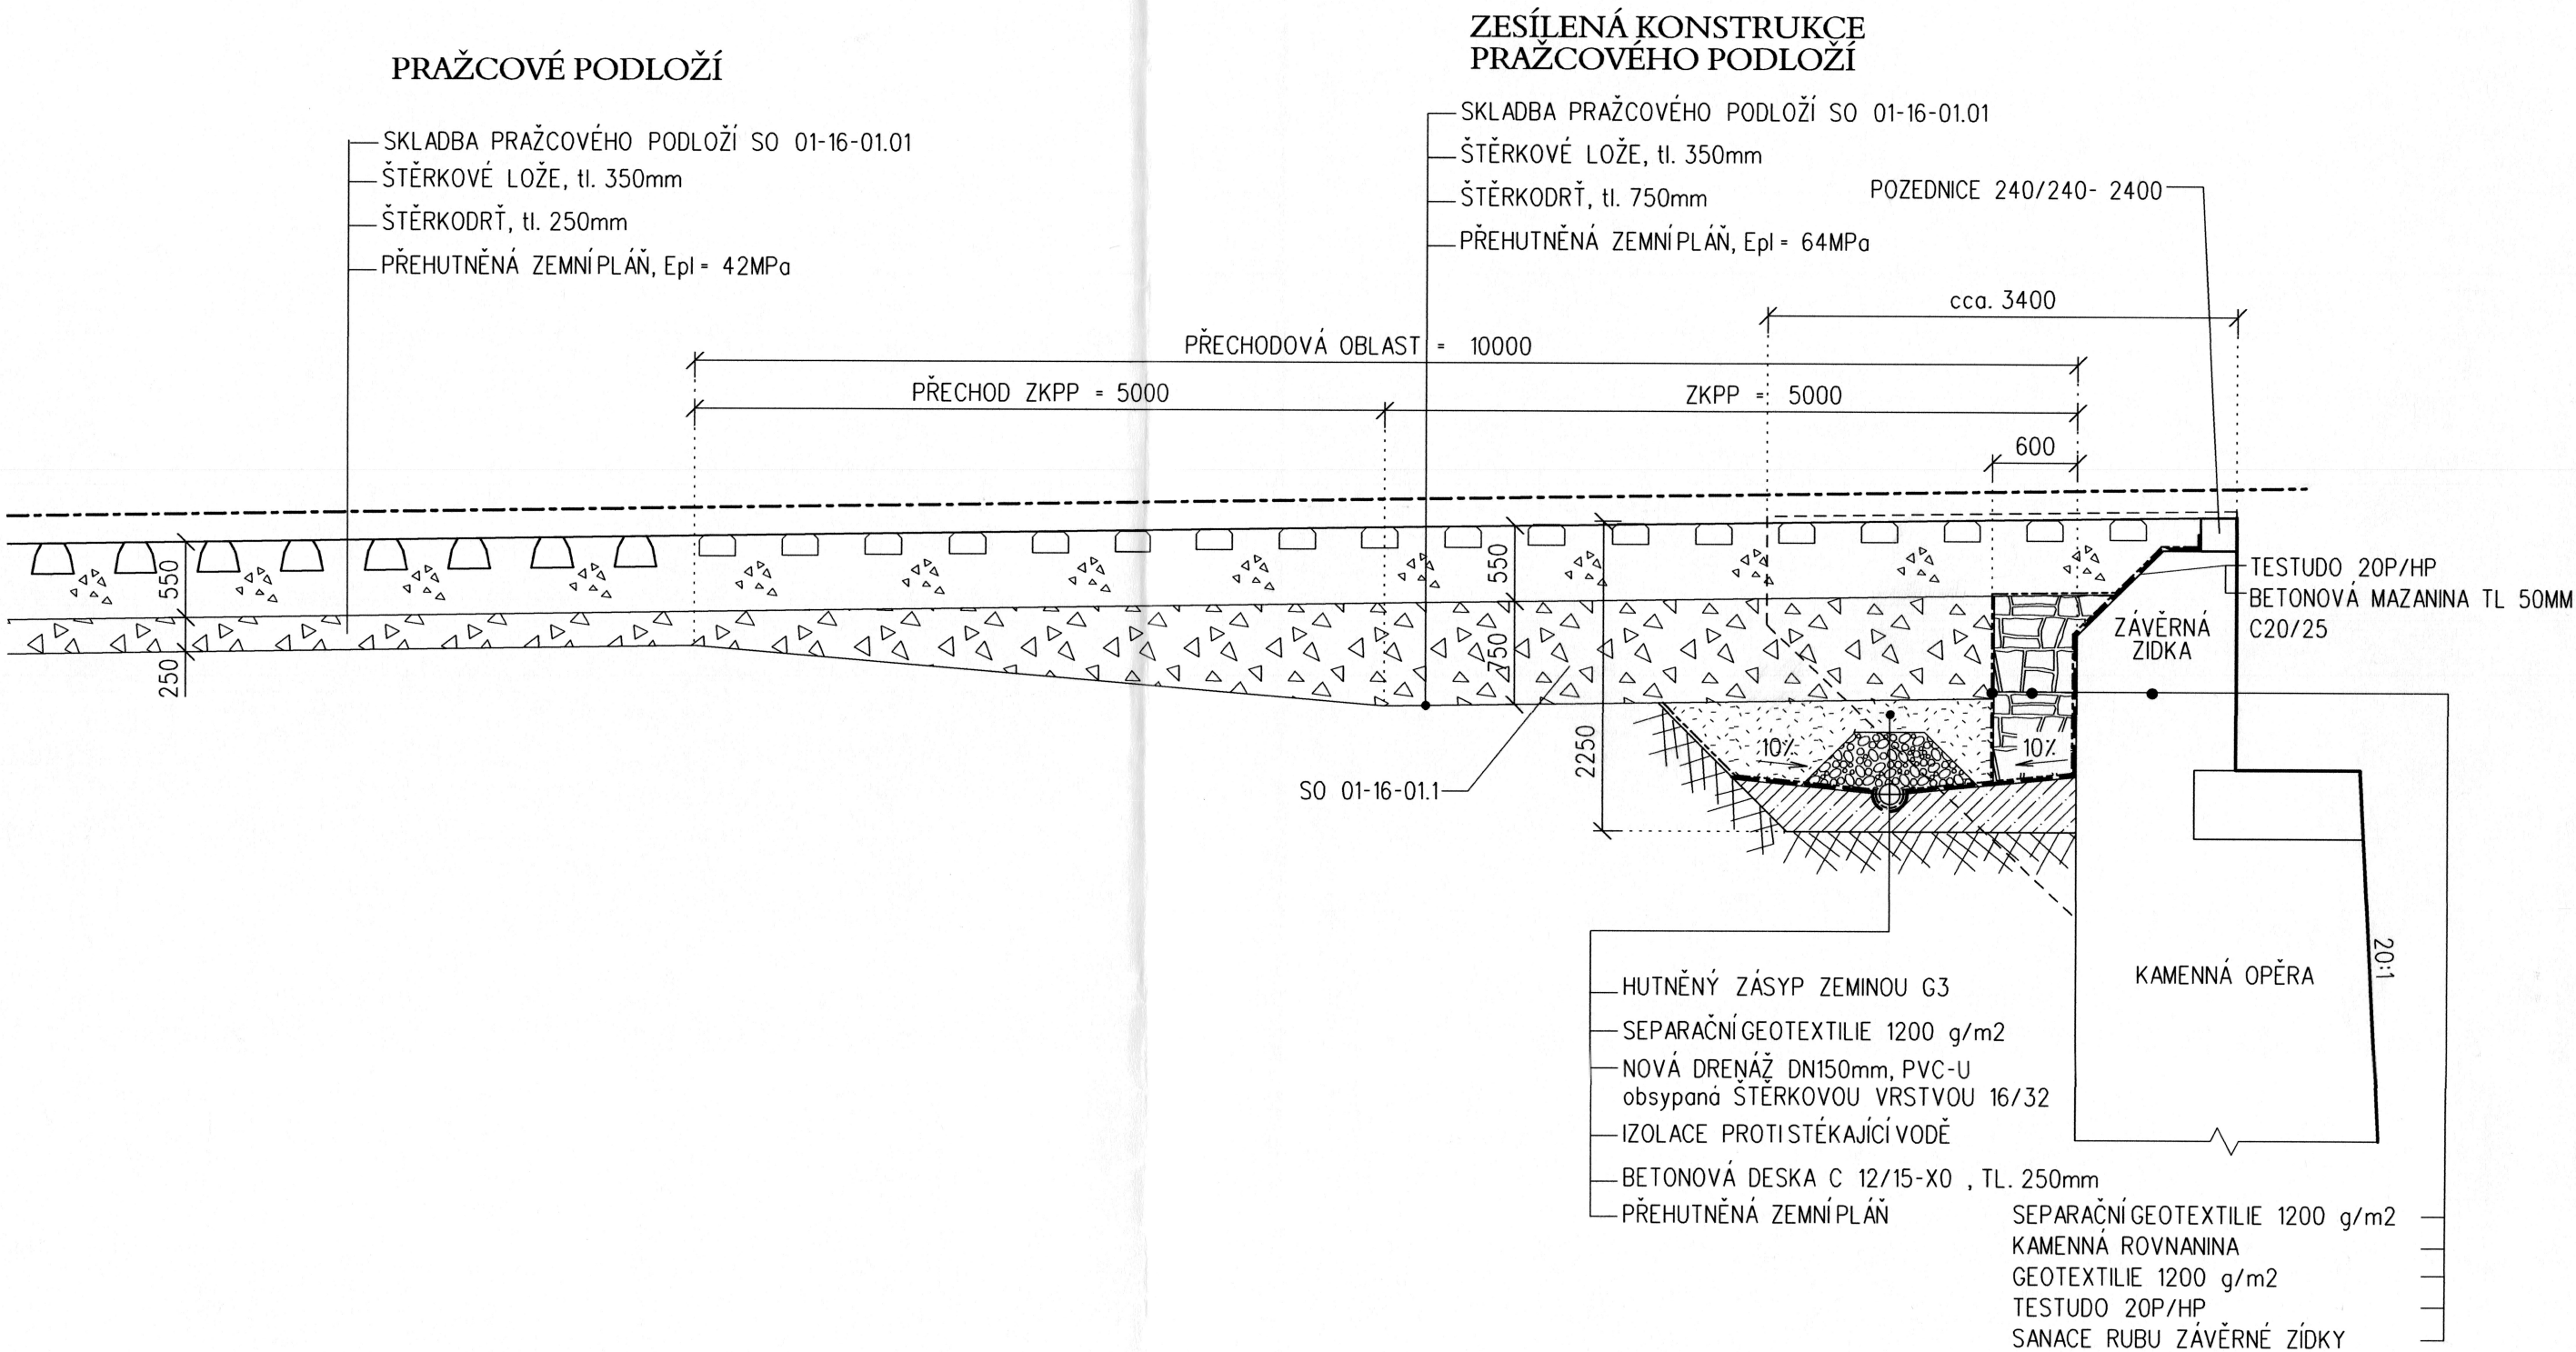 PRAŽCOVÉ PODLOŽÍ
SKLADBA PRAŽCOVÉHO PODLOŽÍ SO 01-16-01.01
ŠTĚRKOVÉ LOŽE, tl. 350mm
ŠTĚRKODRŤ, tl. 250mm
PŘEHUTNĚNÁ ZEMNÍ PLÁŇ, Epl = 42MPa
ZESÍLENÁ KONSTRUKCE
PRAŽCOVÉHO PODLOŽÍ
SKLADBA PRAŽCOVÉHO PODLOŽÍ SO 01-16-01.01
ŠTĚRKOVÉ LOŽE, tl. 350mm
ŠTĚRKODRŤ, tl. 750mm
PŘEHUTNĚNÁ ZEMNÍ PLÁŇ, Epl = 64MPa
POZEDNICE 240/240- 2400
cca. 3400
PŘECHODOVÁ OBLAST = 10000
PŘECHOD ZKPP = 5000
ZKPP = 5000
600
550
250
550
750
2250
10%
10%
SO 01-16-01.1
TESTUDO 20P/HP
BETONOVÁ MAZANINA TL 50MM
C20/25
ZÁVĚRNÁ
ZIDKA
KAMENNÁ OPĚRA
20:1
HUTNĚNÝ ZÁSYP ZEMINOU G3
SEPARAČNÍ GEOTEXTILIE 1200 g/m2
NOVÁ DRENÁŽ DN150mm, PVC-U
obsypaná ŠTĚRKOVOU VRSTVOU 16/32
IZOLACE PROTI STÉKAJÍCÍ VODĚ
BETONOVÁ DESKA C 12/15-X0 , TL. 250mm
PŘEHUTNĚNÁ ZEMNÍ PLÁŇ
SEPARAČNÍ GEOTEXTILIE 1200 g/m2
KAMENNÁ ROVNANINA
GEOTEXTILIE 1200 g/m2
TESTUDO 20P/HP
SANACE RUBU ZÁVĚRNÉ ZÍDKY